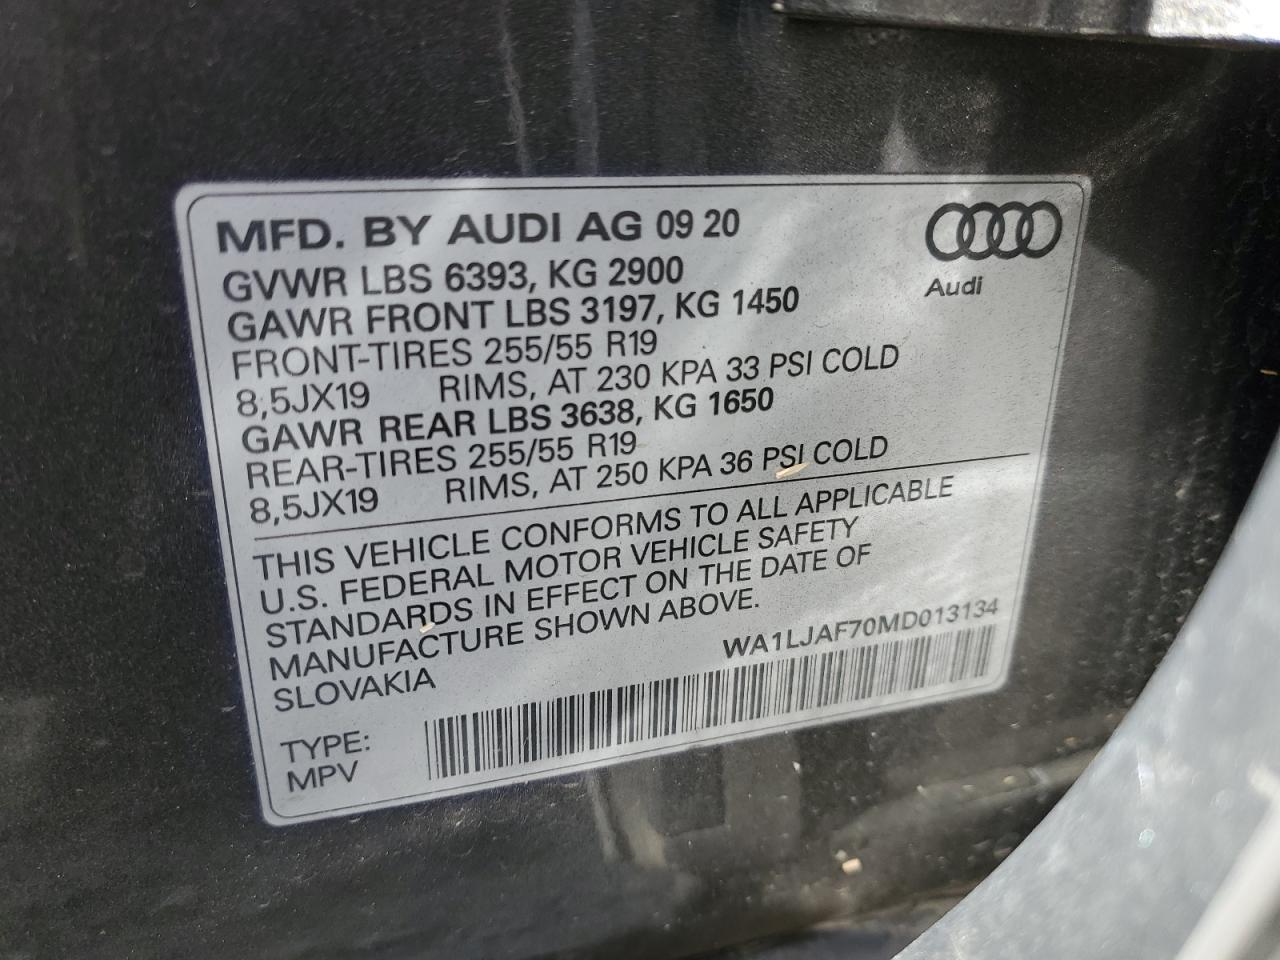 MFD. BY AUDI AG 09 20
Audi
GVWR LBS 6393, KG 2900
GAWR FRONT LBS 3197, KG 1450
FRONT-TIRES 255/55 R19
8,5JX19 RIMS, AT 230 KPA 33 PSI COLD
GAWR REAR LBS 3638, KG 1650
REAR-TIRES 255/55 R19
8,5JX19 RIMS, AT 250 KPA 36 PSI COLD
THIS VEHICLE CONFORMS TO ALL APPLICABLE
U.S. FEDERAL MOTOR VEHICLE SAFETY
STANDARDS IN EFFECT ON THE DATE OF
MANUFACTURE SHOWN ABOVE.
SLOVAKIA
WA1LJAF70MD013134
TYPE:
MPV